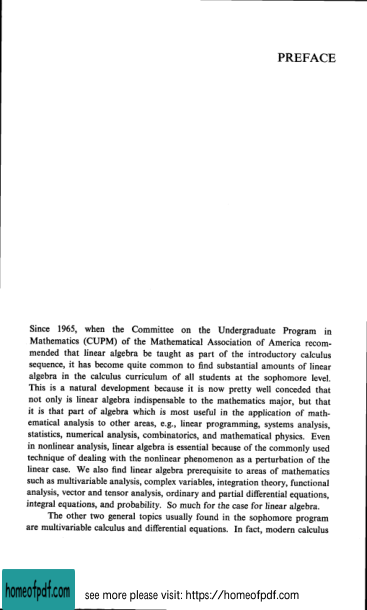 PREFACE
Since 1965, when the Committee on the Undergraduate Program in
Mathematics (CUPM) of the Mathematical Association of America recom-
mended that linear algebra be taught as part of the introductory calculus
sequence, it has become quite common to find substantial amounts of linear
algebra in the calculus curriculum of all students at the sophomore level.
This is a natural development because it is now pretty well conceded that
not only is linear algebra indispensable to the mathematics major, but that
it is that part of algebra which is most useful in the application of math-
ematical analysis to other areas, e.g., linear programming, systems analysis,
statistics, numerical analysis, combinatorics, and mathematical physics. Even
in nonlinear analysis, linear algebra is essential because of the commonly used
technique of dealing with the nonlinear phenomenon as a perturbation of the
linear case. We also find linear algebra prerequisite to areas of mathematics
such as multivariable analysis, complex variables, integration theory, functional
analysis, vector and tensor analysis, ordinary and partial differential equations,
integral equations, and probability. So much for the case for linear algebra.
The other two general topics usually found in the sophomore program
are multivariable calculus and differential equations. In fact, modern calculus
homeofpdf.com
see more please visit: https://homeofpdf.com